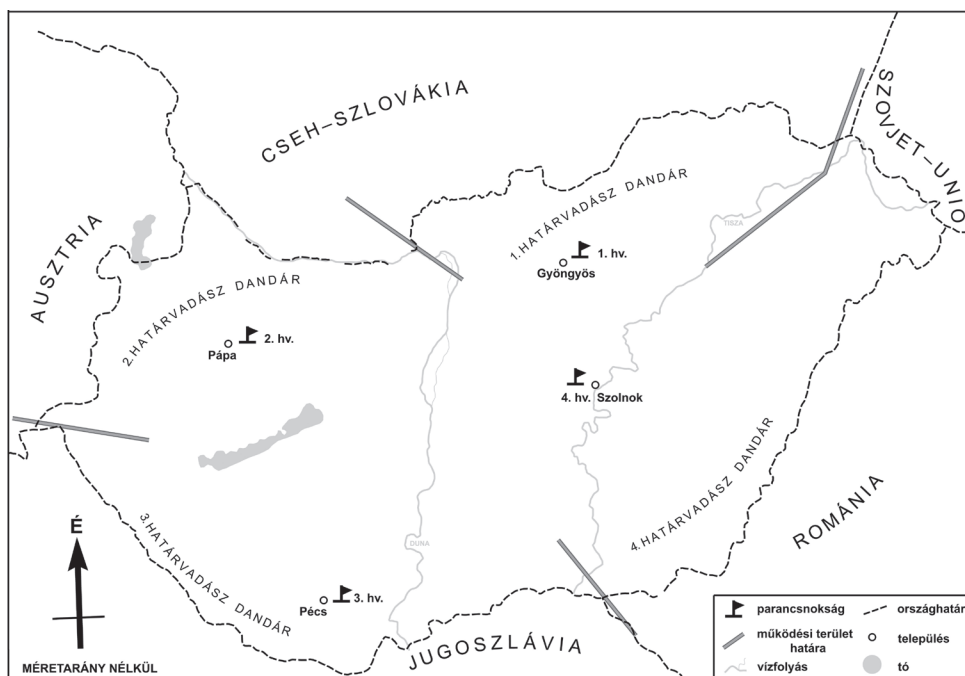 CSEH–SZLOVÁKIA
SZOVJET–UNIO
AUSZTRIA
1.HATÁRVADÁSZ DANDÁR
TISZA
1. hv.
Gyöngyös
2.HATÁRVADÁSZ DANDÁR
2. hv.
Pápa
4. hv. Szolnok
4.HATÁRVADÁSZ DANDÁR
ROMÁNIA
3.HATÁRVADÁSZ DANDÁR
DUNA
É
Pécs
3. hv.
JUGOSZLÁVIA
MÉRETARÁNY NÉLKÜL
parancsnokság
országhatár
működési terület
határa
település
vízfolyás
tó